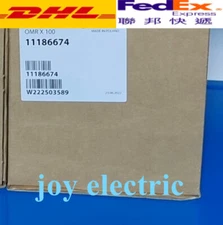 DHL
FedEx
Express
聯邦快遞
OMR X 100
11186674
11186674
W222503589
joy electric